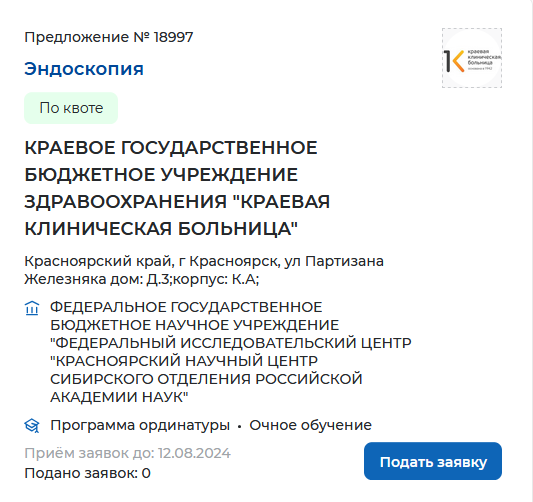 Предложение № 18997
Эндоскопия
По квоте
1К краевая
клиническая
больница
КРАЕВОЕ ГОСУДАРСТВЕННОЕ
БЮДЖЕТНОЕ УЧРЕЖДЕНИЕ
ЗДРАВООХРАНЕНИЯ "КРАЕВАЯ
КЛИНИЧЕСКАЯ БОЛЬНИЦА"
Красноярский край, г Красноярск, ул Партизана
Железняка дом: Д.3;корпус: К.А;
ФЕДЕРАЛЬНОЕ ГОСУДАРСТВЕННОЕ
БЮДЖЕТНОЕ НАУЧНОЕ УЧРЕЖДЕНИЕ
"ФЕДЕРАЛЬНЫЙ ИССЛЕДОВАТЕЛЬСКИЙ ЦЕНТР
"КРАСНОЯРСКИЙ НАУЧНЫЙ ЦЕНТР
СИБИРСКОГО ОТДЕЛЕНИЯ РОССИЙСКОЙ
АКАДЕМИИ НАУК"
Программа ординатуры • Очное обучение
Приём заявок до: 12.08.2024
Подано заявок: 0
Подать заявку